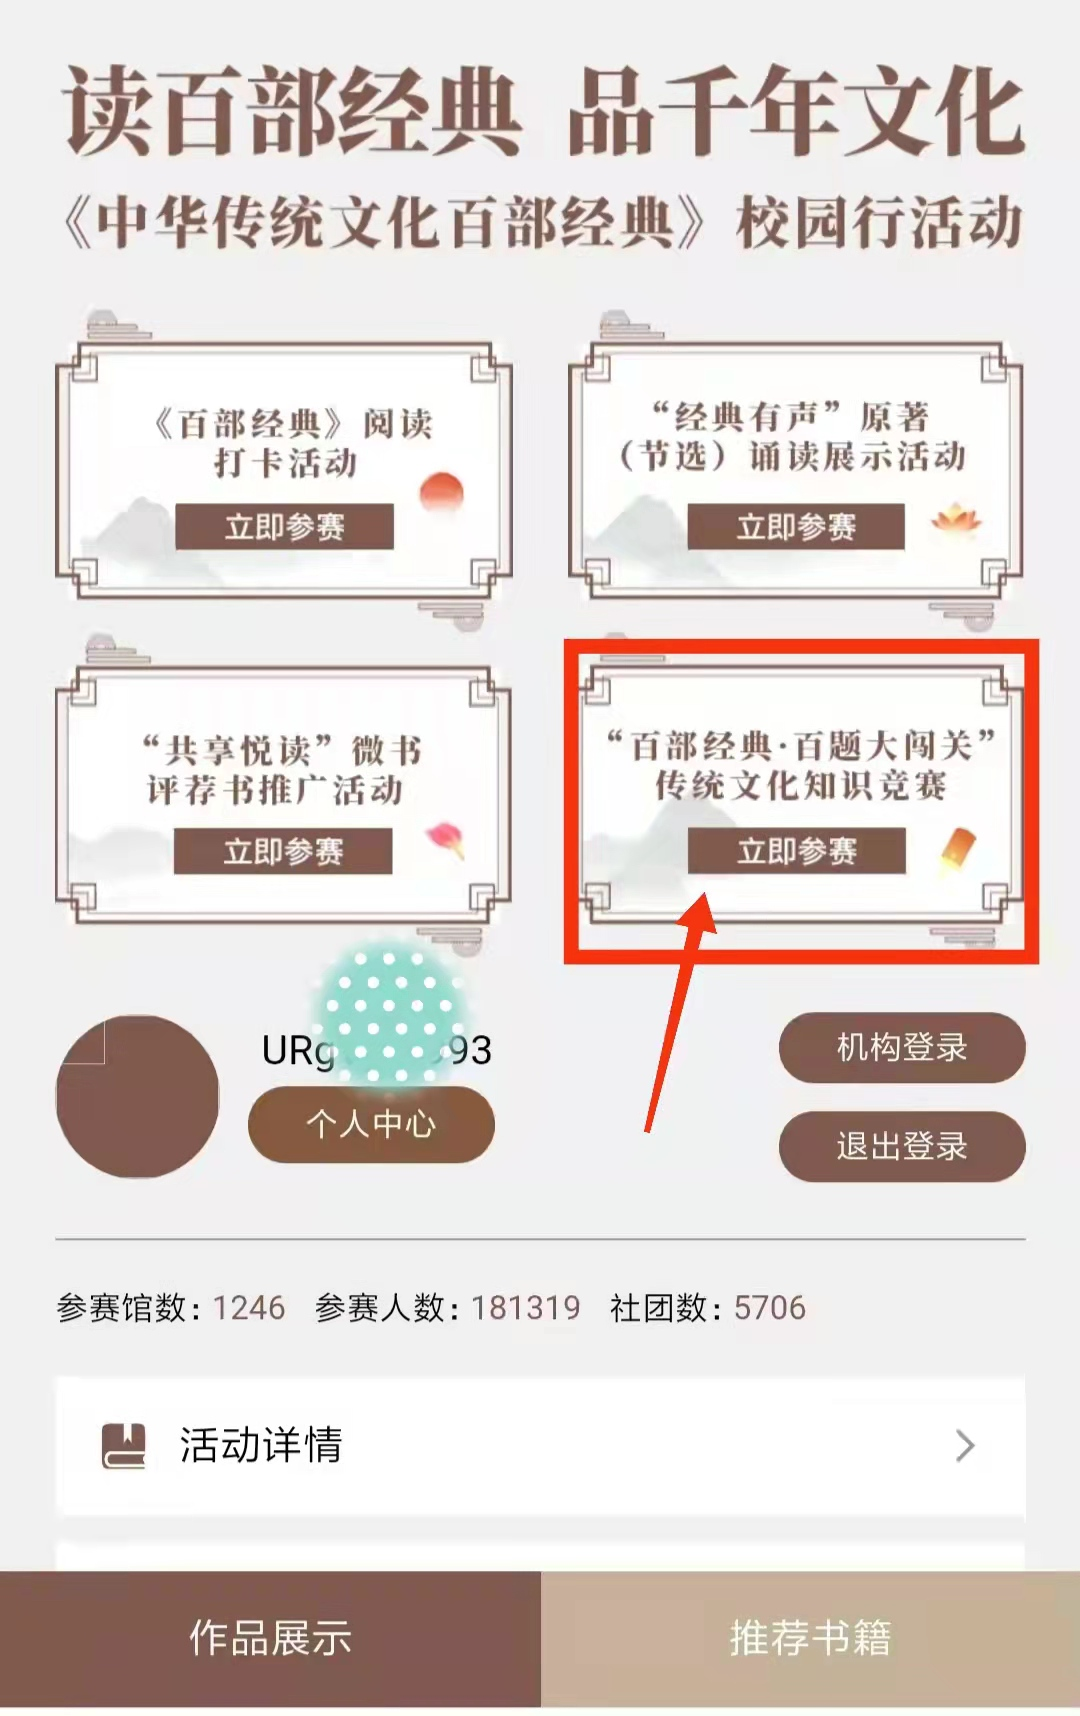 读百部经典 品千年文化
《中华传统文化百部经典》校园行活动
《百部经典》阅读
打卡活动
立即参赛
“经典有声”原著
（节选）诵读展示活动
立即参赛
“共享悦读”微书
评荐书推广活动
立即参赛
“百部经典·百题大闯关”
传统文化知识竞赛
立即参赛
个人中心
机构登录
退出登录
参赛馆数：1246 参赛人数：181319 社团数：5706
活动详情
作品展示
推荐书籍